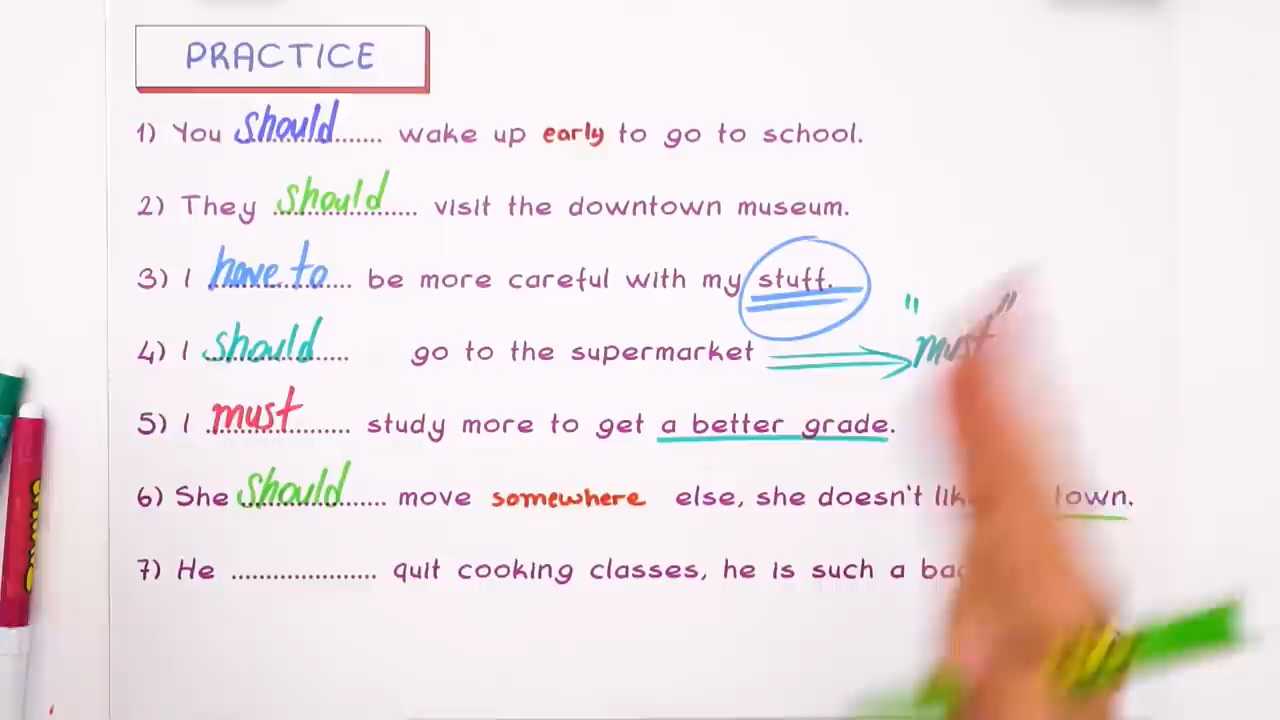 PRACTICE
1) You should wake up early to go to school.
2) They should visit the downtown museum.
3) I have to be more careful with my stuff.
4) I should go to the supermarket "must"
5) I must study more to get a better grade.
6) She should move somewhere else, she doesn't town.
7) He .................... quit cooking classes, he is such a